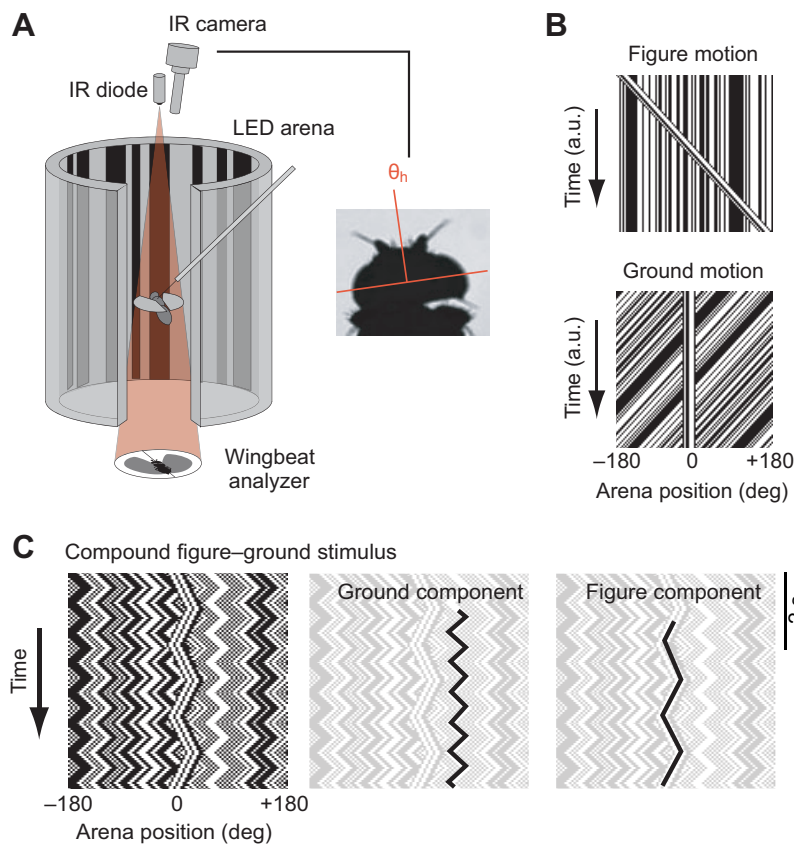 A
IR camera
IR diode
LED arena
θh
Wingbeat
analyzer
B
Figure motion
Time (a.u.)
Ground motion
Time (a.u.)
–180 0 +180
Arena position (deg)
C
Compound figure–ground stimulus
Ground component
Figure component
Time
–180 0 +180
Arena position (deg)